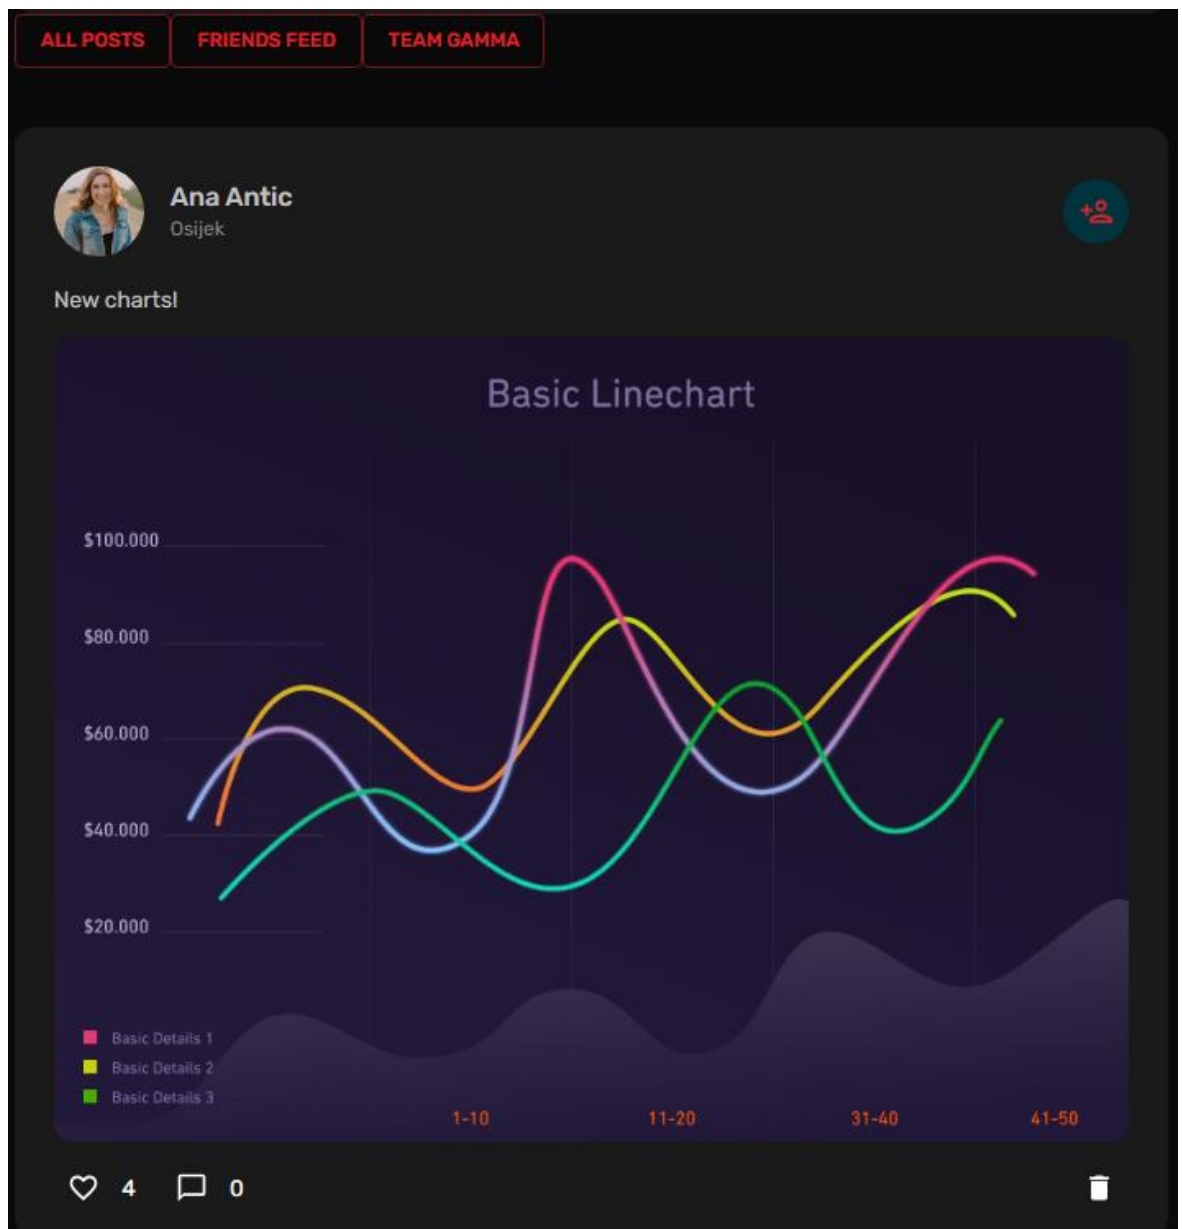 ALL POSTS FRIENDS FEED TEAM GAMMA
Ana Antic
Osijek
New charts!
Basic Linechart
$100.000
$80.000
$60.000
$40.000
$20.000
Basic Details 1
Basic Details 2
Basic Details 3
1-10 11-20 31-40 41-50
4 0